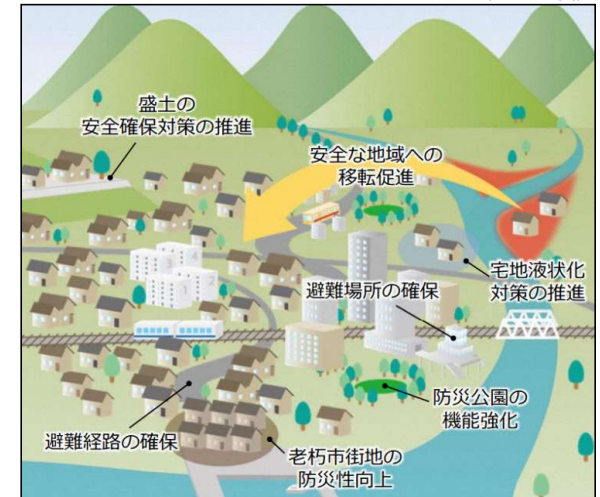 盛土の
安全確保対策の推進
安全な地域への
移転促進
宅地液状化
対策の推進
避難場所の確保
防災公園の
機能強化
避難経路の確保
老朽市街地の
防災性向上